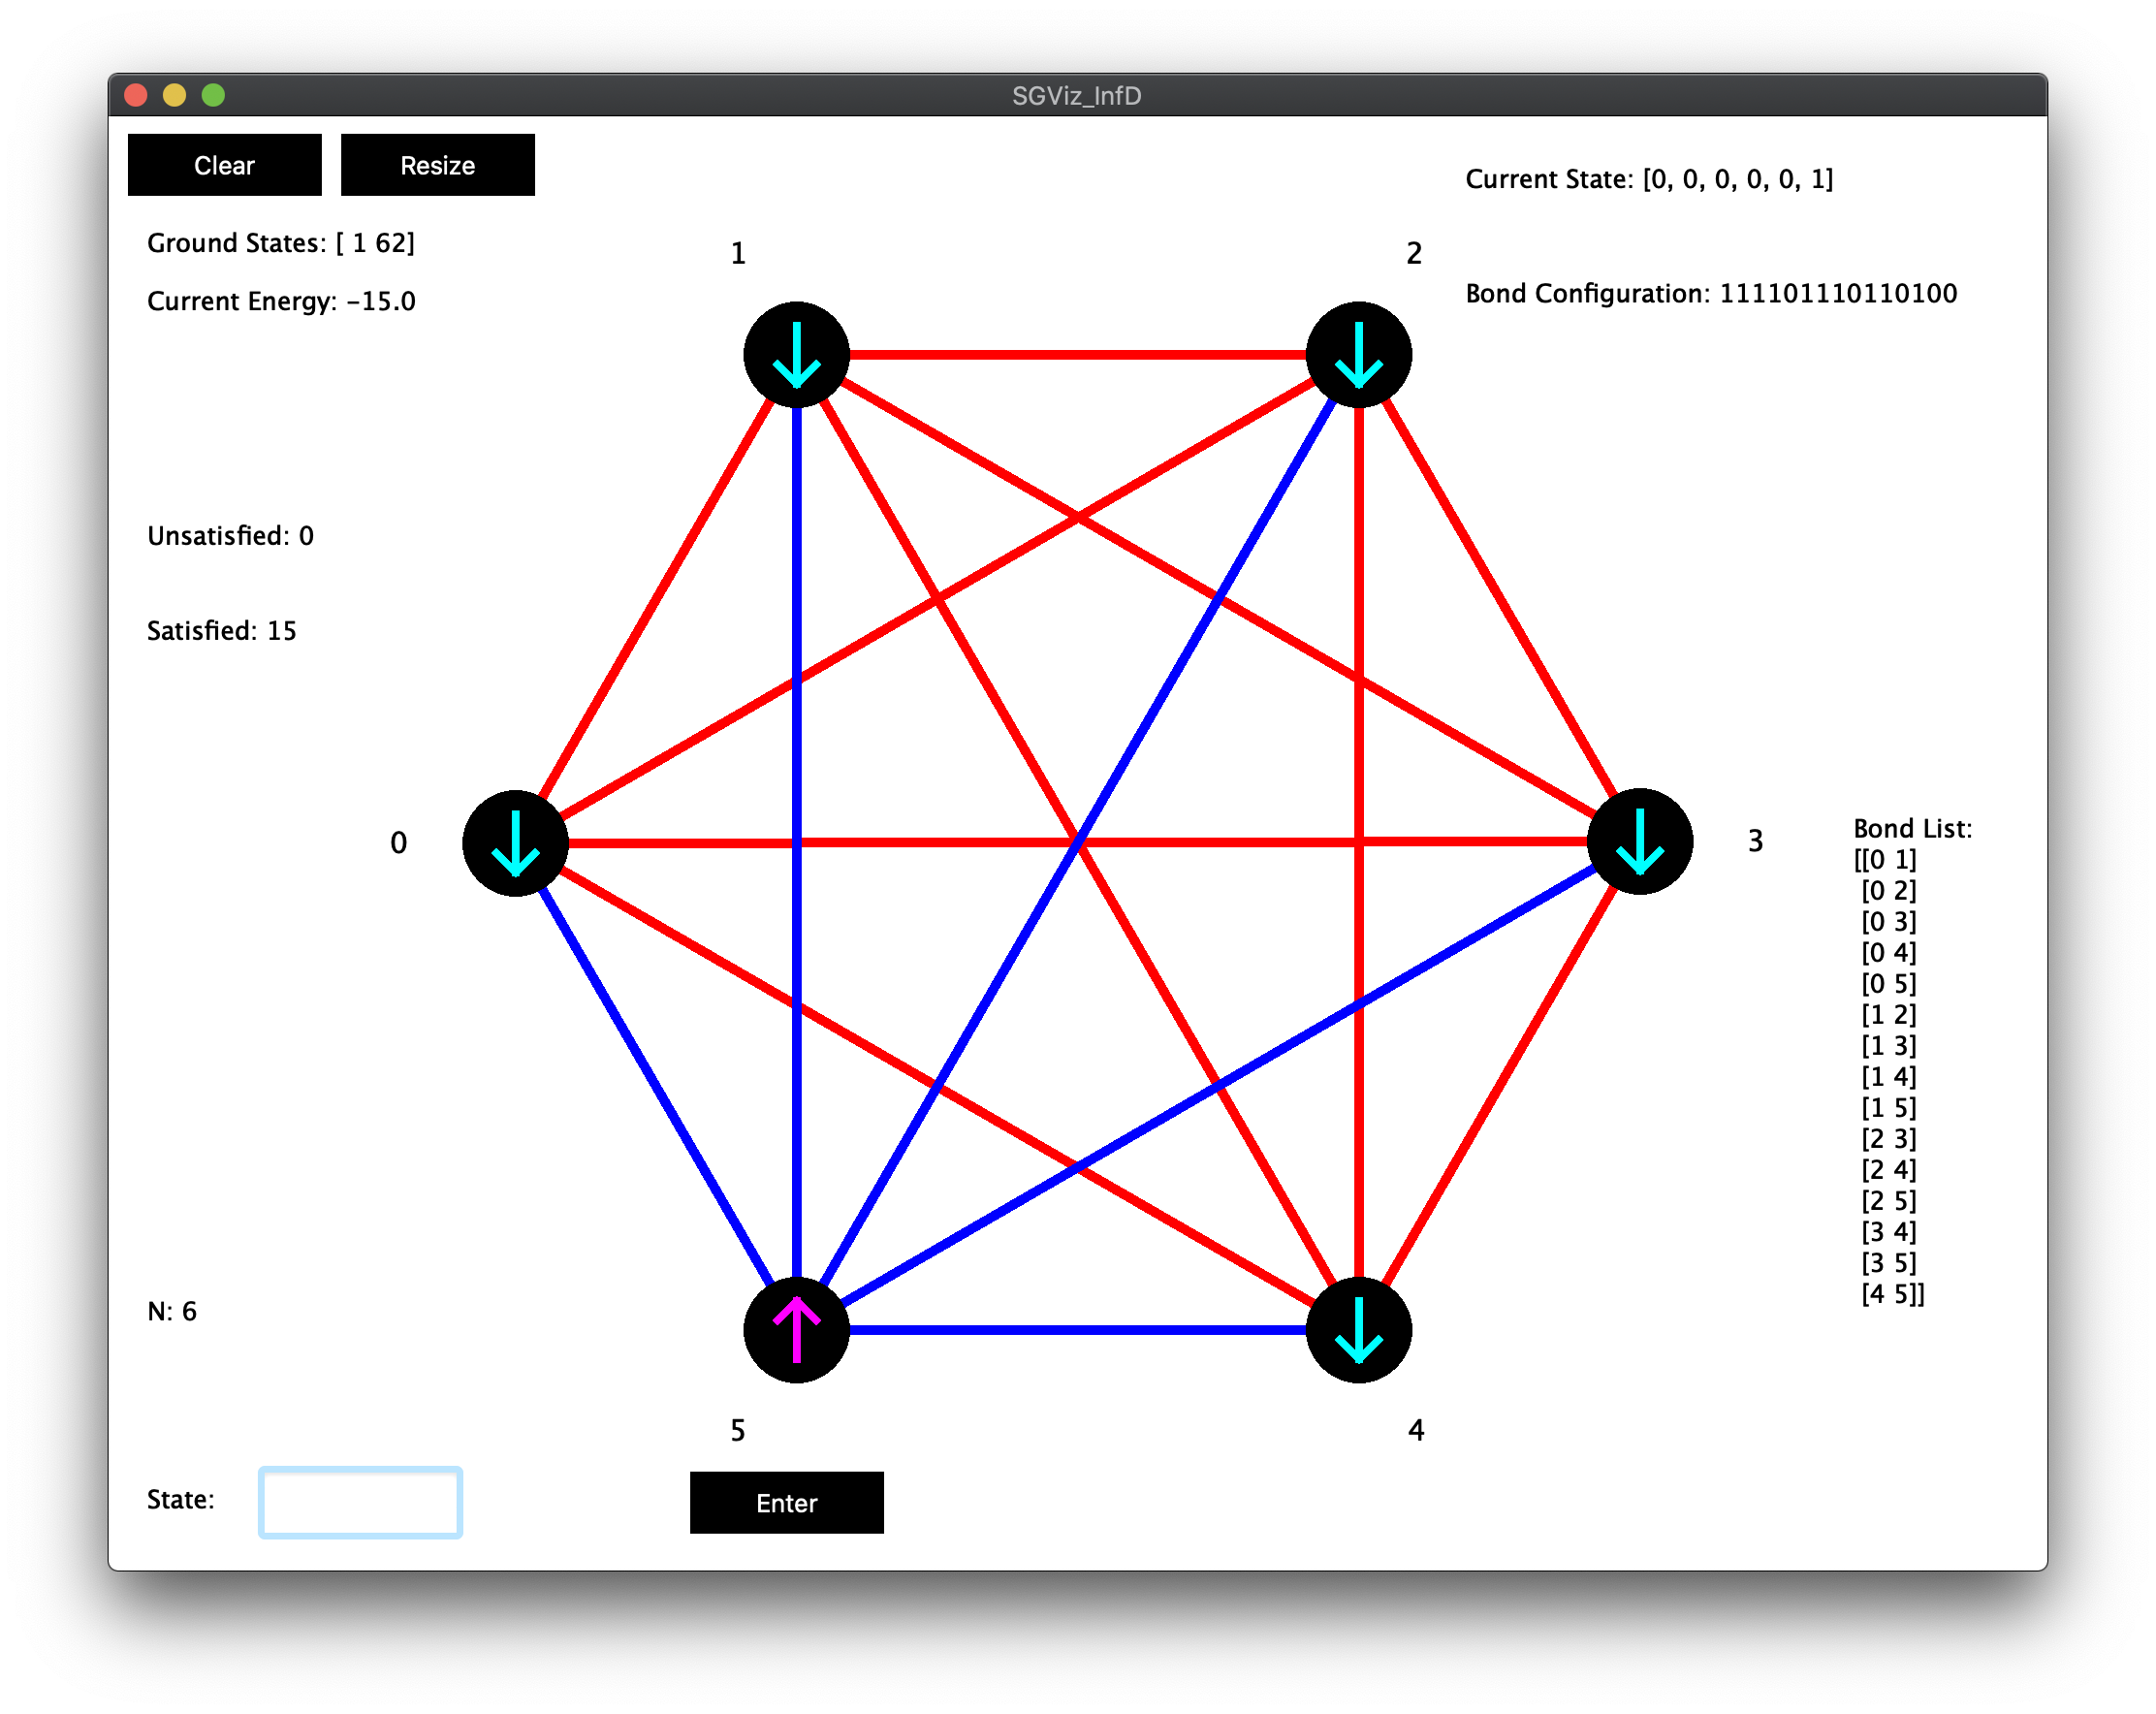 SGViz_InfD
Clear
Resize
Current State: [0, 0, 0, 0, 0, 1]
Ground States: [ 1 62]
1
2
Bond Configuration: 111101110110100
Current Energy: -15.0
Unsatisfied: 0
Satisfied: 15
0
3
Bond List:
[[0 1]
[0 2]
[0 3]
[0 4]
[0 5]
[1 2]
[1 3]
[1 4]
[1 5]
[2 3]
[2 4]
[2 5]
[3 4]
[3 5]
[4 5]]
N: 6
5
4
State:
Enter